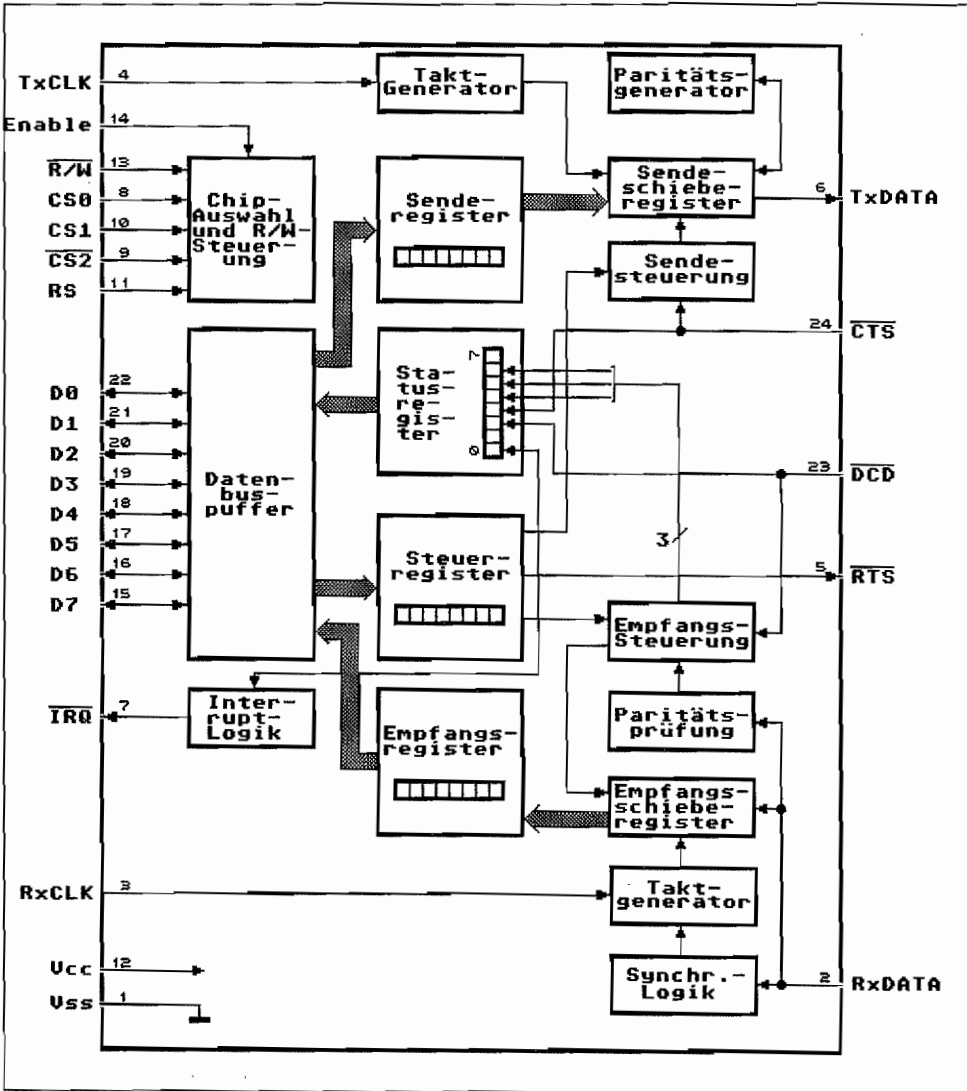 TxCLK
4
Takt-
Generator
Paritäts-
generator
Enable
14
R/W
13
CS0
8
CS1
10
CS2
9
RS
11
Chip-
Auswahl
und R/W-
Steuer-
ung
Sende-
register
Sende-
schiebe-
register
6
TxDATA
Sende-
steuerung
24
CTS
D0
22
D1
21
D2
20
D3
19
D4
18
D5
17
D6
16
D7
15
Daten-
bus-
puffer
Sta-
tus-
re-
gis-
ter
7
0
23
DCD
3
Steuer-
register
5
RTS
Empfangs-
Steuerung
IRQ
7
Inter-
rupt-
Logik
Empfangs-
register
Paritäts-
prüfung
Empfangs-
schiebe-
register
RxCLK
3
Takt-
generator
Vcc
12
Vss
1
Synchr.-
Logik
2
RxDATA